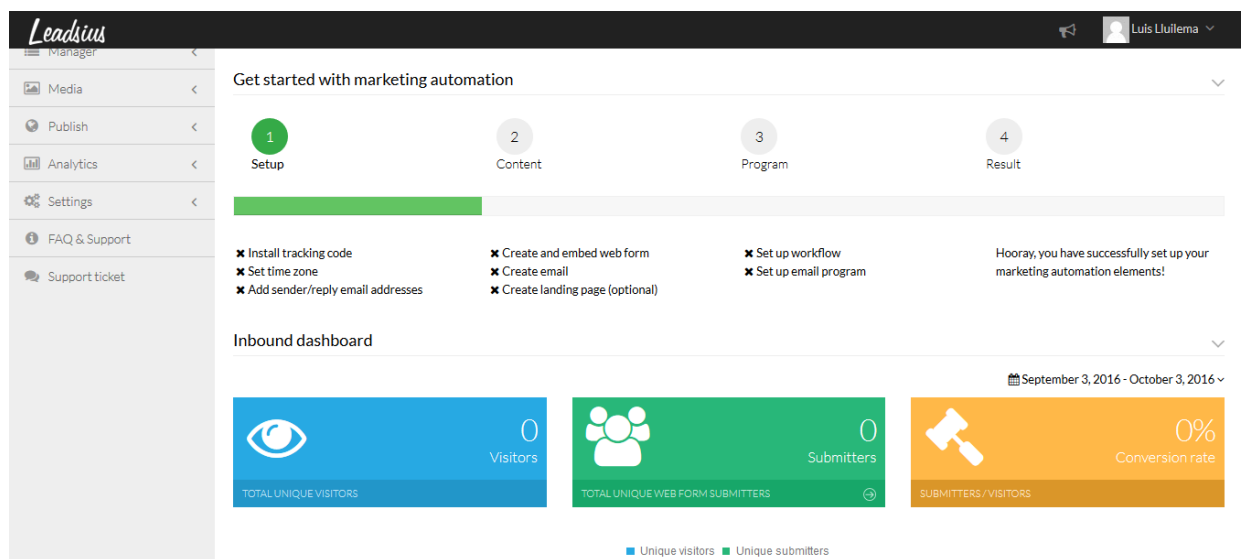 Leadsius
Luis Lluilema
Manager
Media
Publish
Analytics
Settings
FAQ & Support
Support ticket
Get started with marketing automation
1
Setup
2
Content
3
Program
4
Result
Install tracking code
Set time zone
Add sender/reply email addresses
Create and embed web form
Create email
Create landing page (optional)
Set up workflow
Set up email program
Hooray, you have successfully set up your
marketing automation elements!
Inbound dashboard
September 3, 2016 - October 3, 2016
0
Visitors
TOTAL UNIQUE VISITORS
0
Submitters
TOTAL UNIQUE WEB FORM SUBMITTERS
0%
Conversion rate
SUBMITTERS / VISITORS
Unique visitors Unique submitters